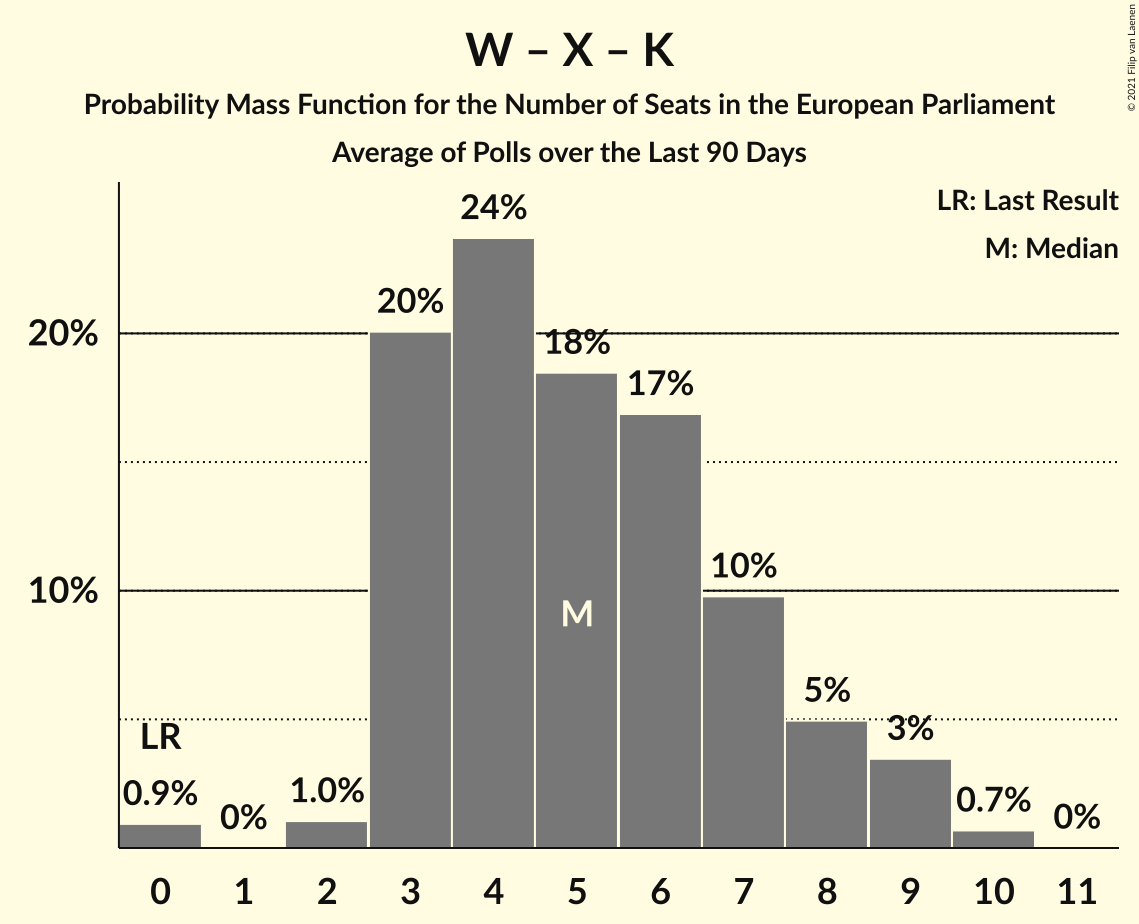 W – X – K
Probability Mass Function for the Number of Seats in the European Parliament
Average of Polls over the Last 90 Days
© 2021 Filip van Laenen
LR: Last Result
M: Median
24%
20%
20%
18%
17%
10%
10%
M
5%
3%
LR
0.9%
0%
1.0%
0.7%
0%
0 1 2 3 4 5 6 7 8 9 10 11